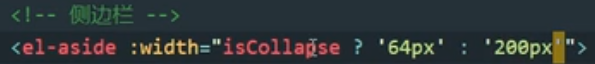 <!-- 侧边栏 -->
<el-aside :width="isCollapse ? '64px' : '200px'">